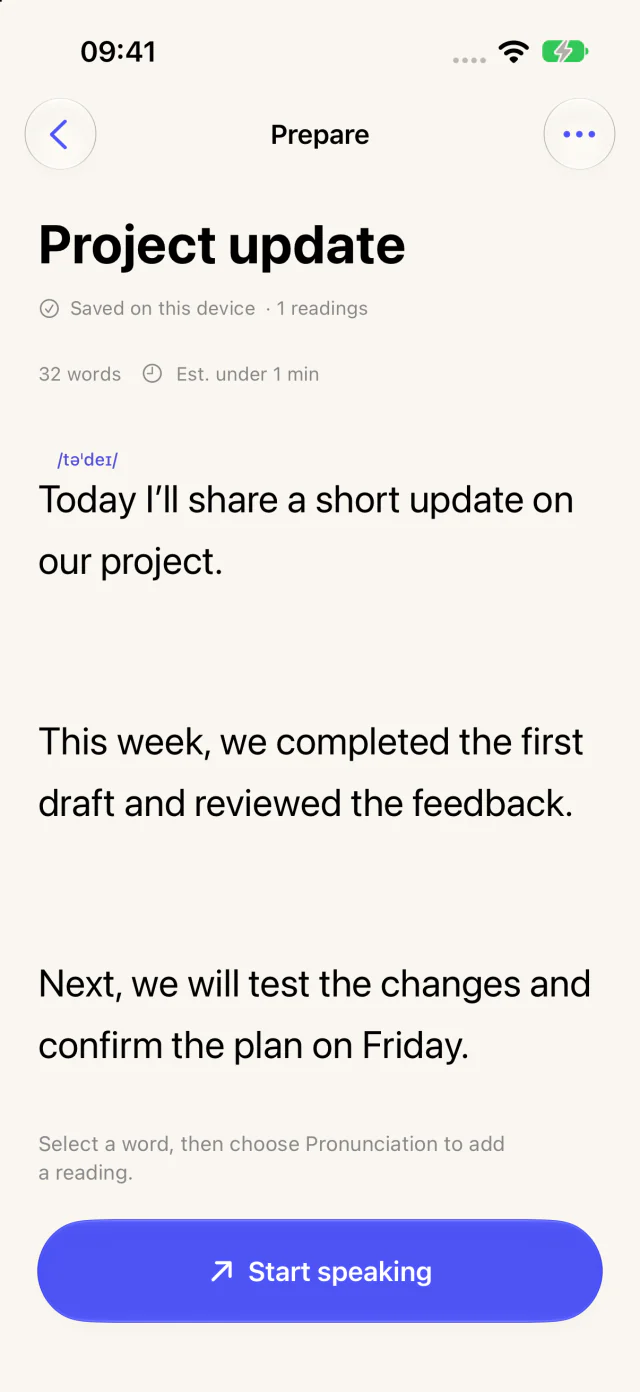 09:41
Prepare
Project update
Saved on this device · 1 readings
32 words Est. under 1 min
/tə'deɪ/
Today I’ll share a short update on
our project.
This week, we completed the first
draft and reviewed the feedback.
Next, we will test the changes and
confirm the plan on Friday.
Select a word, then choose Pronunciation to add
a reading.
Start speaking